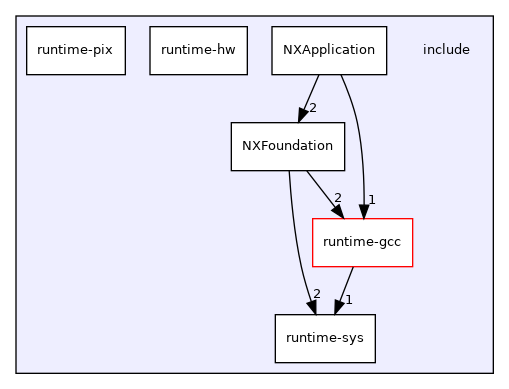 runtime-pix
runtime-hw
NXApplication
include
2
NXFoundation
2
1
runtime-gcc
2
1
runtime-sys